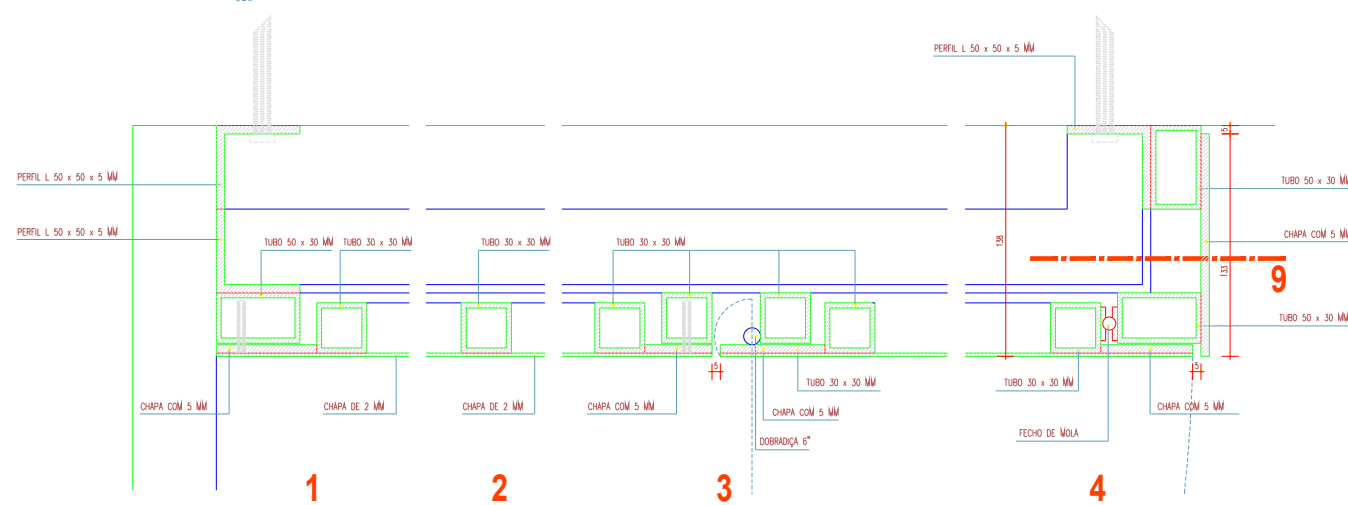 PERFIL L 50 x 50 x 5 MM
PERFIL L 50 x 50 x 5 MM
5
TUBO 50 x 30 MM
PERFIL L 50 x 50 x 5 MM
CHAPA COM 5 MM
TUBO 50 x 30 MM
TUBO 30 x 30 MM
TUBO 30 x 30 MM
TUBO 30 x 30 MM
138
133
9
TUBO 50 x 30 MM
5
5
TUBO 30 x 30 MM
TUBO 30 x 30 MM
CHAPA COM 5 MM
CHAPA DE 2 MM
CHAPA DE 2 MM
CHAPA COM 5 MM
CHAPA COM 5 MM
CHAPA COM 5 MM
DOBRADIÇA 6"
FECHO DE MOLA
1
2
3
4